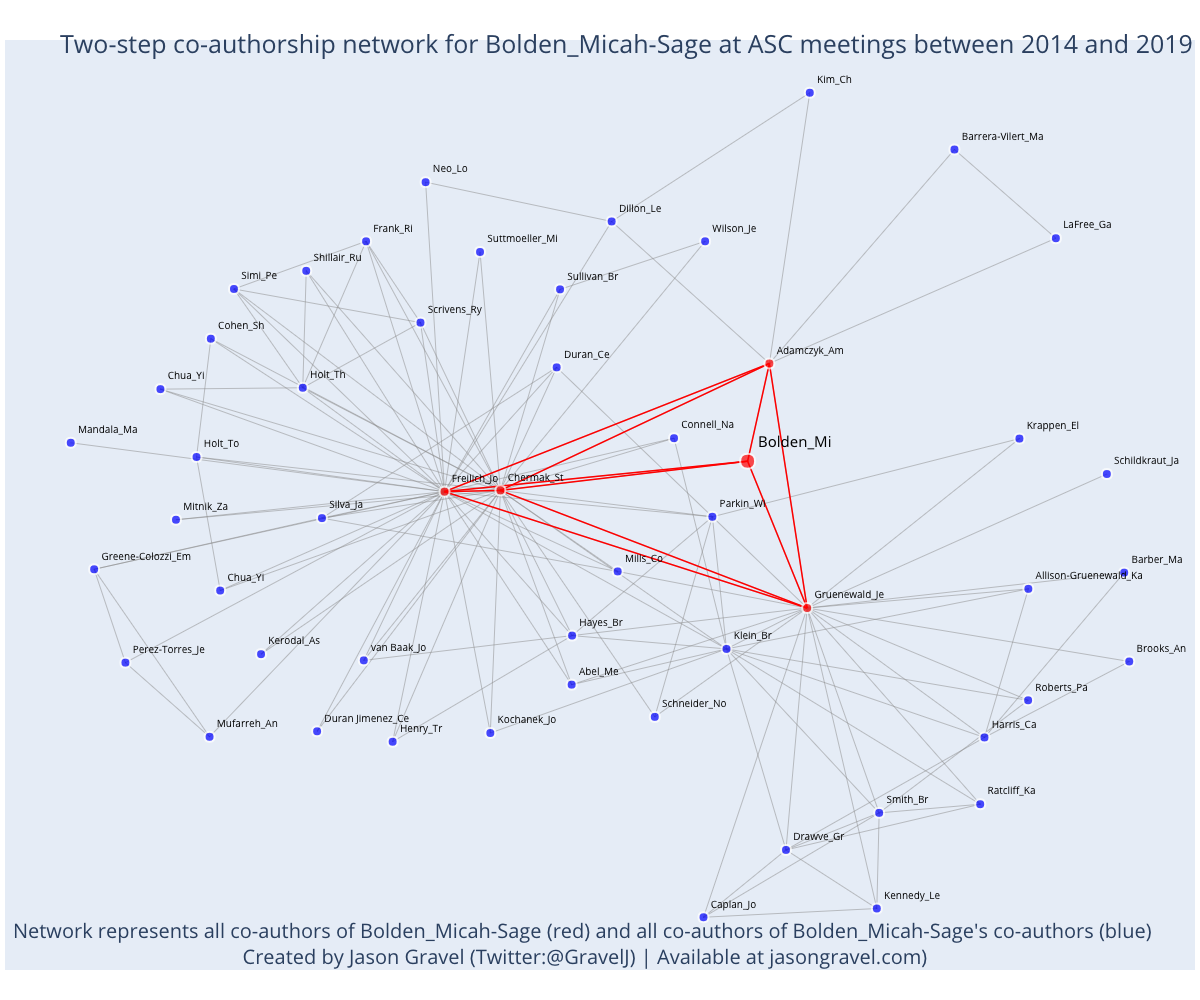 Two-step co-authorship network for Bolden_Micah-Sage at ASC meetings between 2014 and 2019
Kim_Ch
Barrera-Vilert_Ma
Neo_Lo
Dillon_Le
Frank_Ri
Wilson_Je
LaFree_Ga
Suttmoeller_Mi
Shillair_Ru
Simi_Pe
Sullivan_Br
Scrivens_Ry
Cohen_Sh
Duran_Ce
Adamczyk_Am
Chua_Yi
Holt_Th
Mandala_Ma
Connell_Na
Krappen_El
Bolden_Mi
Holt_To
Schildkraut_Ja
Freilich_Jo
Chermak_St
Mitnik_Za
Silva_Ja
Parkin_Wi
Greene-Colozzi_Em
Mills_Co
Barber_Ma
Chua_Yi
Allison-Gruenewald_Ka
Gruenewald_Je
Hayes_Br
Klein_Br
Kerodal_As
van Baak_Jo
Perez-Torres_Je
Brooks_An
Abel_Me
Roberts_Pa
Schneider_No
Mufarreh_An
Duran Jimenez_Ce
Henry_Tr
Kochanek_Jo
Harris_Ca
Ratcliff_Ka
Smith_Br
Drawve_Gr
Kennedy_Le
Caplan_Jo
Network represents all co-authors of Bolden_Micah-Sage (red) and all co-authors of Bolden_Micah-Sage's co-authors (blue)
Created by Jason Gravel (Twitter:@GravelJ) | Available at jasongravel.com)